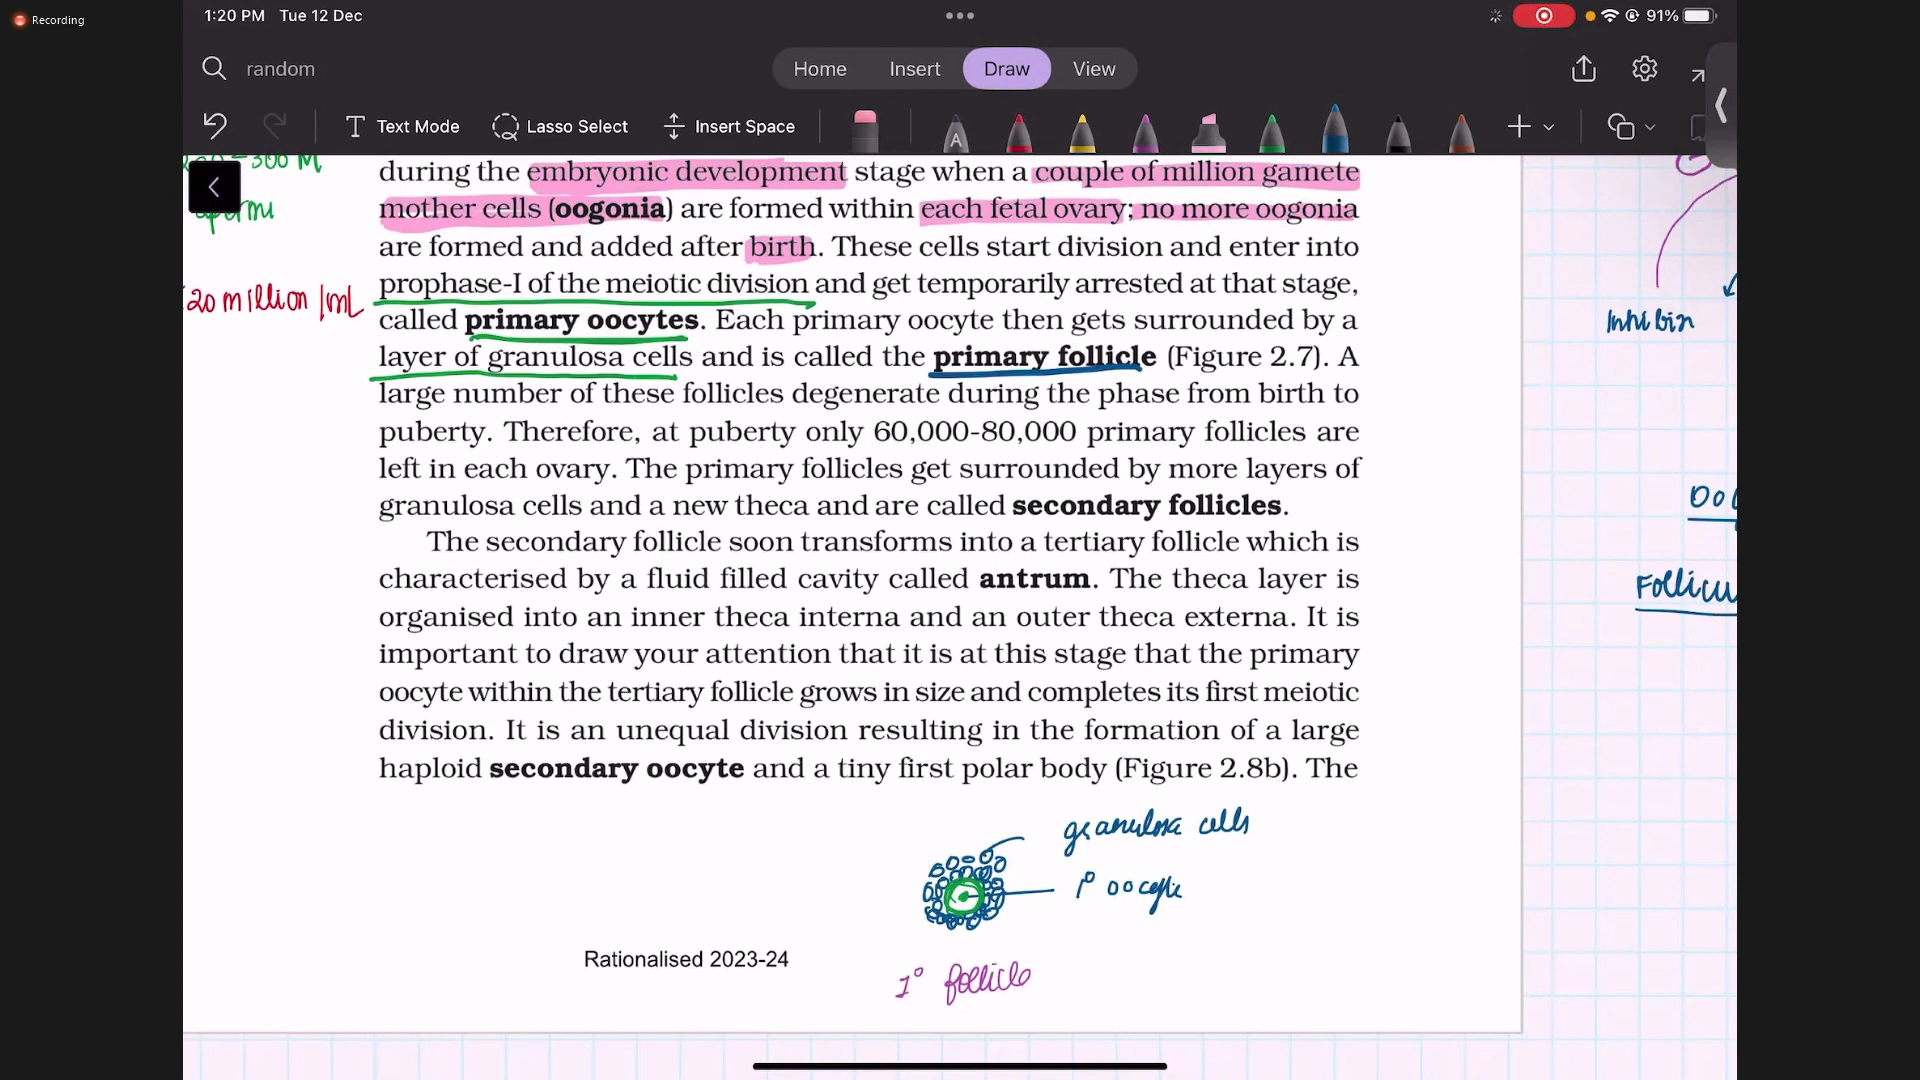 Recording
1:20 PM Tue 12 Dec
91%
random
Home Insert Draw View
Text Mode Lasso Select Insert Space
A
during the embryonic development stage when a couple of million gamete
mother cells (oogonia) are formed within each fetal ovary; no more oogonia
are formed and added after birth. These cells start division and enter into
prophase-I of the meiotic division and get temporarily arrested at that stage,
called primary oocytes. Each primary oocyte then gets surrounded by a
layer of granulosa cells and is called the primary follicle (Figure 2.7). A
large number of these follicles degenerate during the phase from birth to
puberty. Therefore, at puberty only 60,000-80,000 primary follicles are
left in each ovary. The primary follicles get surrounded by more layers of
granulosa cells and a new theca and are called secondary follicles.
The secondary follicle soon transforms into a tertiary follicle which is
characterised by a fluid filled cavity called antrum. The theca layer is
organised into an inner theca interna and an outer theca externa. It is
important to draw your attention that it is at this stage that the primary
oocyte within the tertiary follicle grows in size and completes its first meiotic
division. It is an unequal division resulting in the formation of a large
haploid secondary oocyte and a tiny first polar body (Figure 2.8b). The
20 million /mL
Inhibin
Follicu
granulosa cells
1° oocyte
Rationalised 2023-24
1° follicle